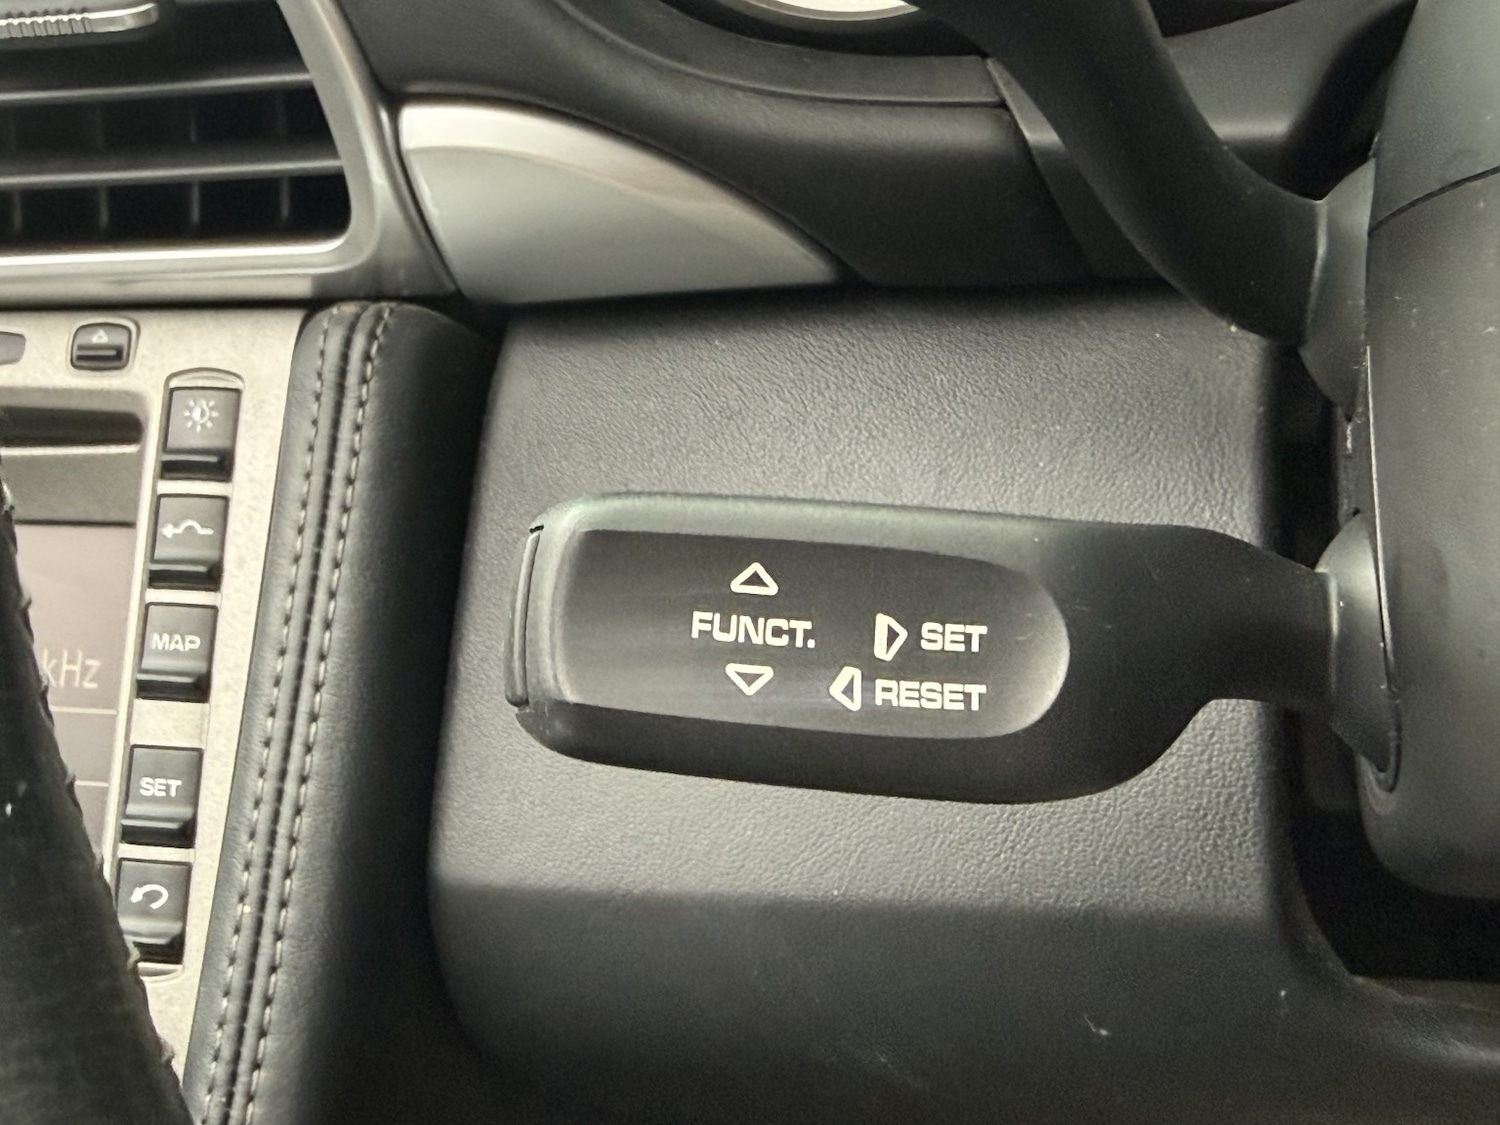 MAP
kHz
SET
FUNCT.
SET
RESET